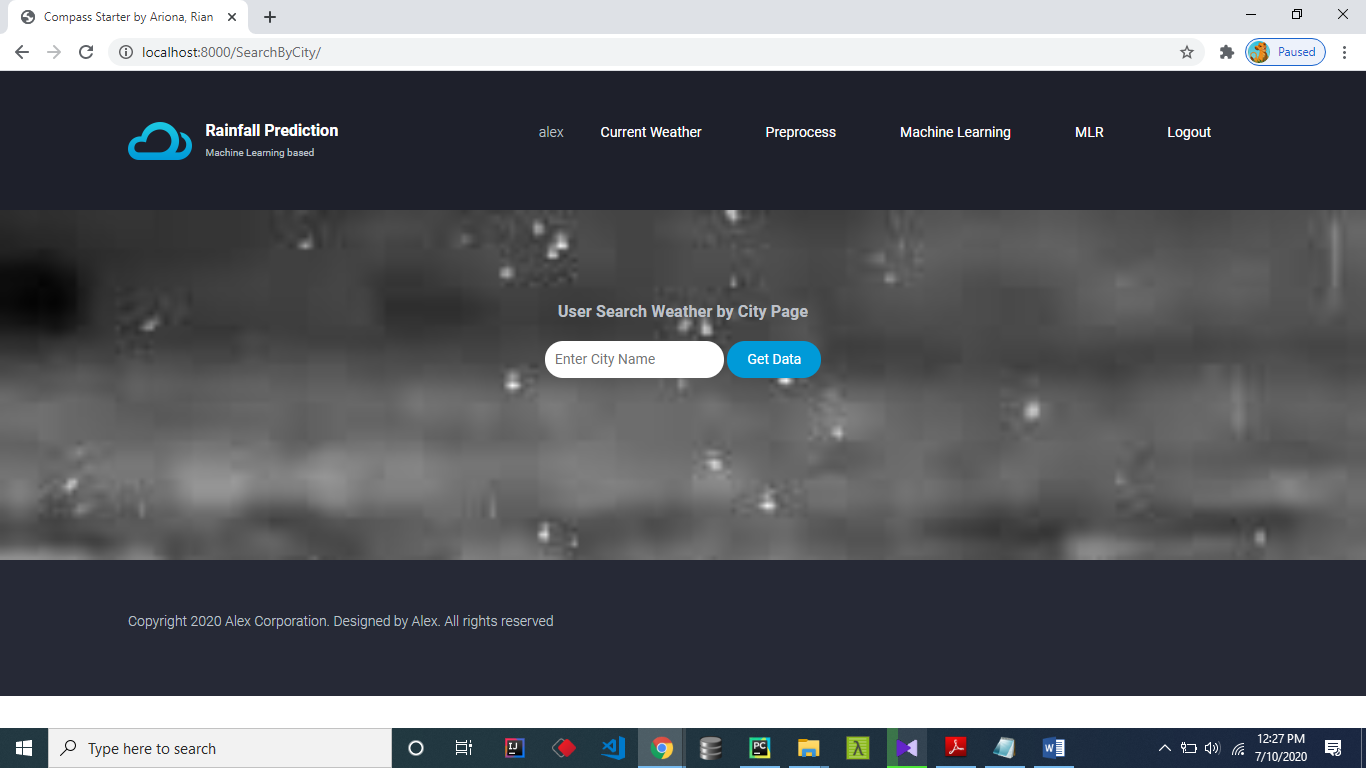 Compass Starter by Ariona, Rian
localhost:8000/SearchByCity/
Paused
Rainfall Prediction
Machine Learning based
alex
Current Weather
Preprocess
Machine Learning
MLR
Logout
User Search Weather by City Page
Enter City Name
Get Data
Copyright 2020 Alex Corporation. Designed by Alex. All rights reserved
Type here to search
IJ
PC
λ
W
12:27 PM
7/10/2020